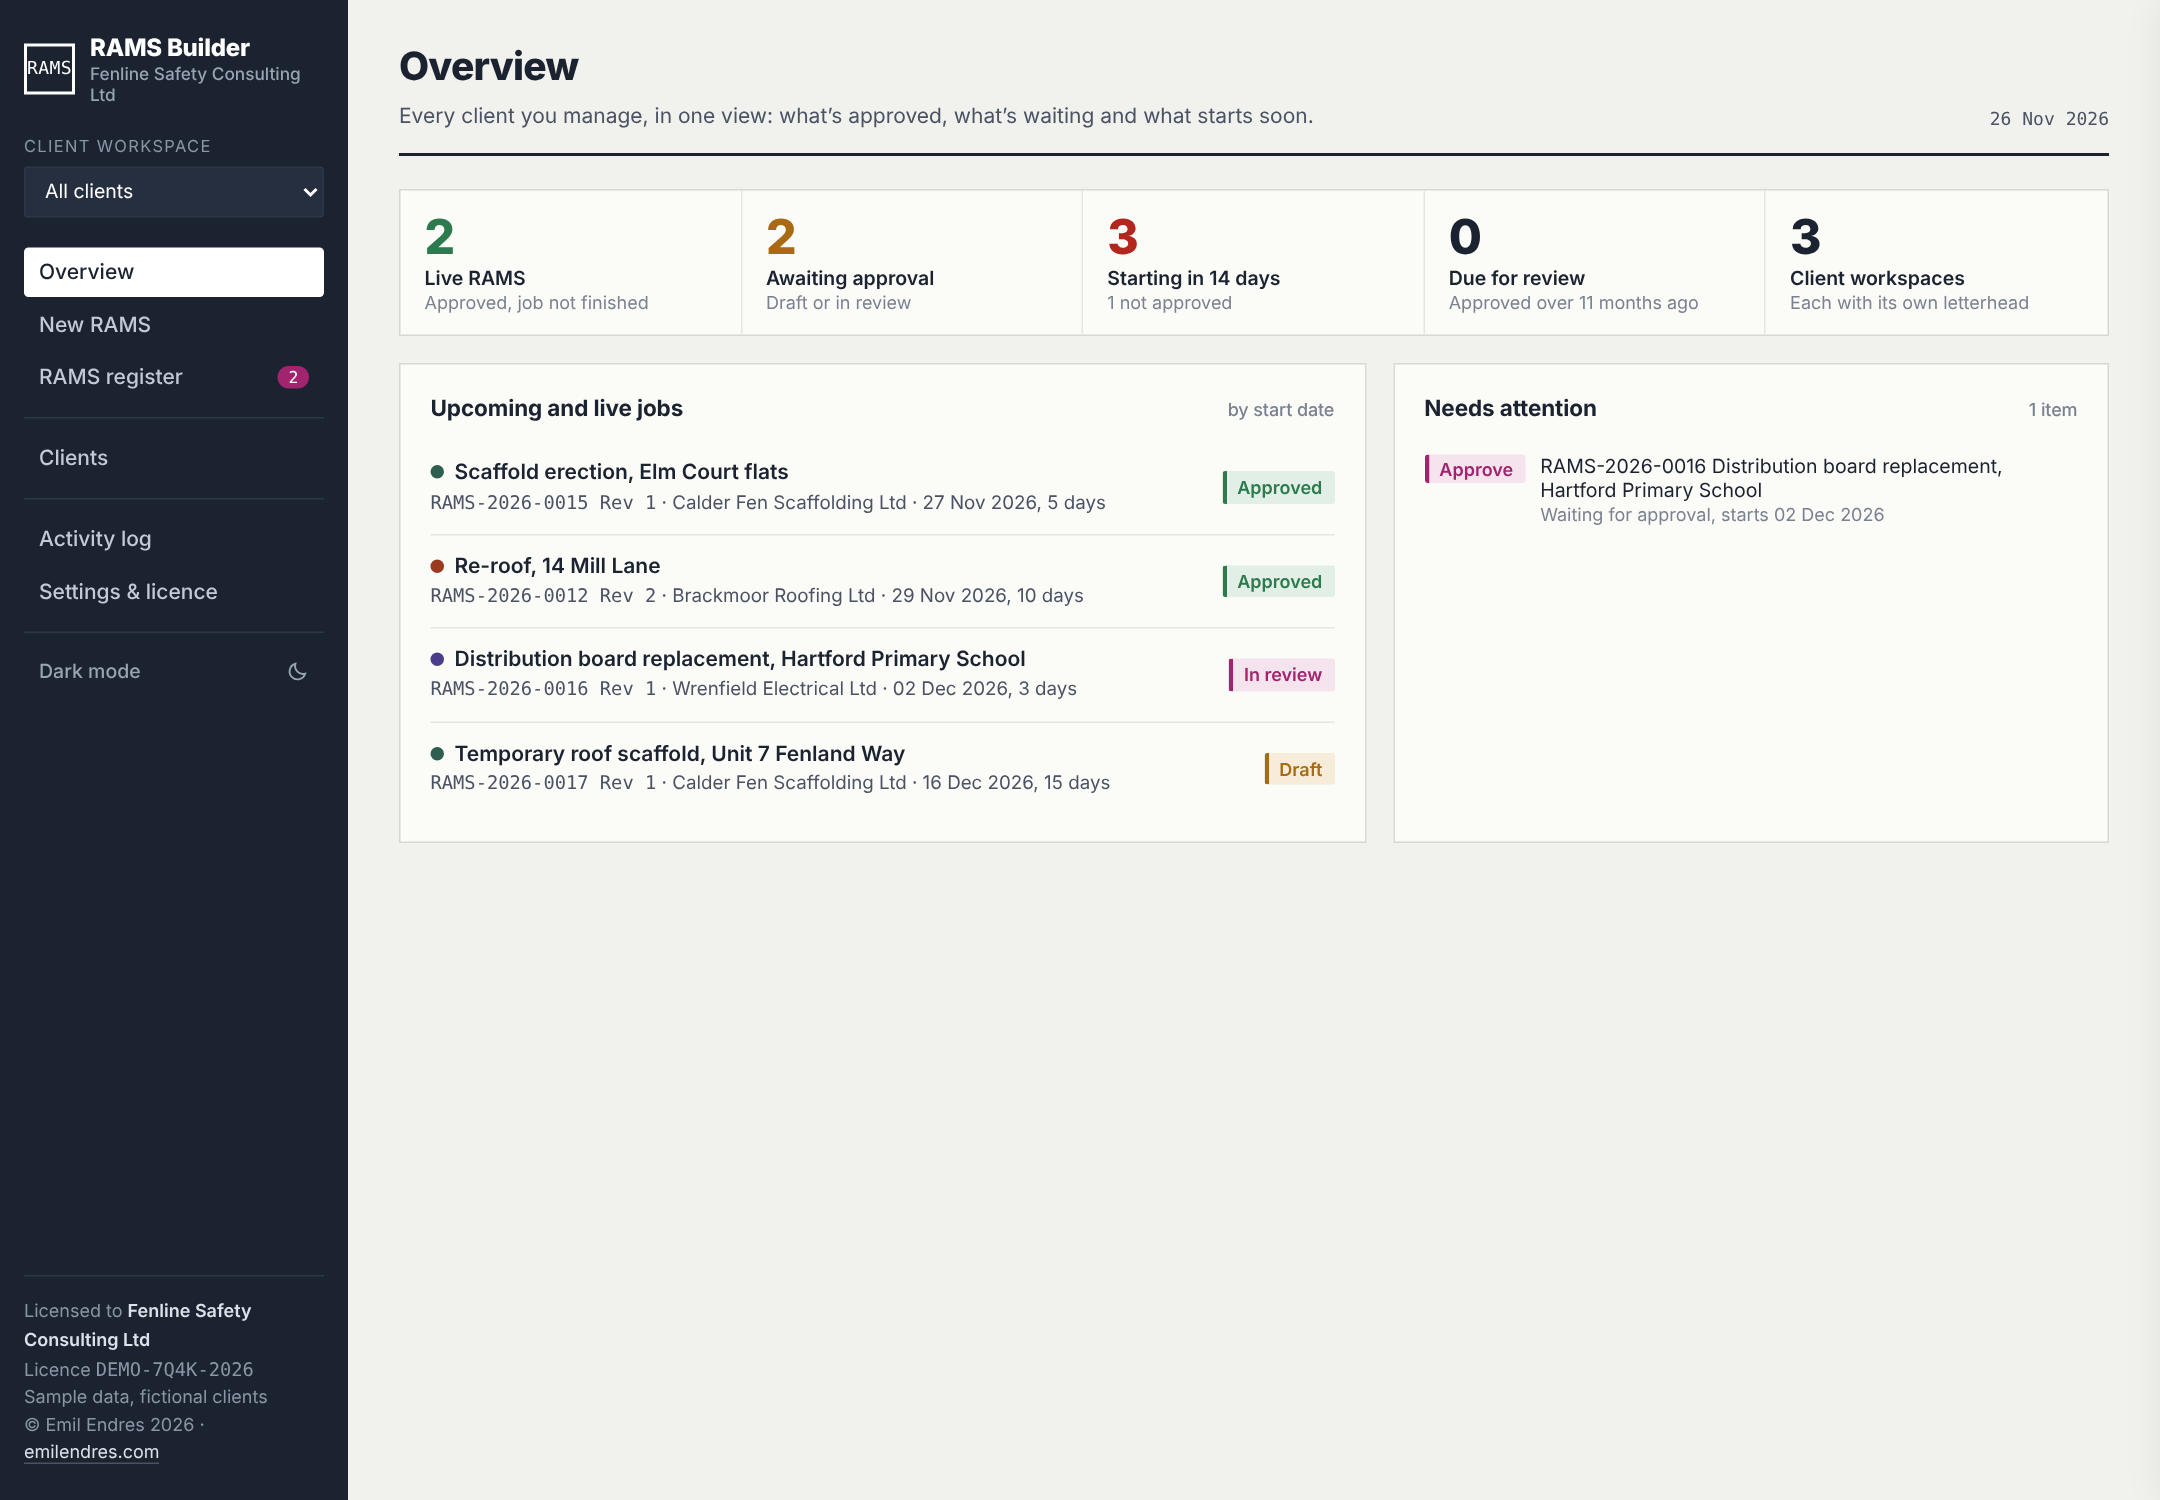 RAMS
RAMS Builder
Fenline Safety Consulting
Ltd
CLIENT WORKSPACE
All clients
Overview
New RAMS
RAMS register
2
Clients
Activity log
Settings & licence
Dark mode
Licensed to Fenline Safety
Consulting Ltd
Licence DEMO-7Q4K-2026
Sample data, fictional clients
© Emil Endres 2026 ·
emilendres.com
Overview
Every client you manage, in one view: what’s approved, what’s waiting and what starts soon.
26 Nov 2026
2
Live RAMS
Approved, job not finished
2
Awaiting approval
Draft or in review
3
Starting in 14 days
1 not approved
0
Due for review
Approved over 11 months ago
3
Client workspaces
Each with its own letterhead
Upcoming and live jobs
by start date
Scaffold erection, Elm Court flats
RAMS-2026-0015 Rev 1 · Calder Fen Scaffolding Ltd · 27 Nov 2026, 5 days
Approved
Re-roof, 14 Mill Lane
RAMS-2026-0012 Rev 2 · Brackmoor Roofing Ltd · 29 Nov 2026, 10 days
Approved
Distribution board replacement, Hartford Primary School
RAMS-2026-0016 Rev 1 · Wrenfield Electrical Ltd · 02 Dec 2026, 3 days
In review
Temporary roof scaffold, Unit 7 Fenland Way
RAMS-2026-0017 Rev 1 · Calder Fen Scaffolding Ltd · 16 Dec 2026, 15 days
Draft
Needs attention
1 item
Approve
RAMS-2026-0016 Distribution board replacement,
Hartford Primary School
Waiting for approval, starts 02 Dec 2026